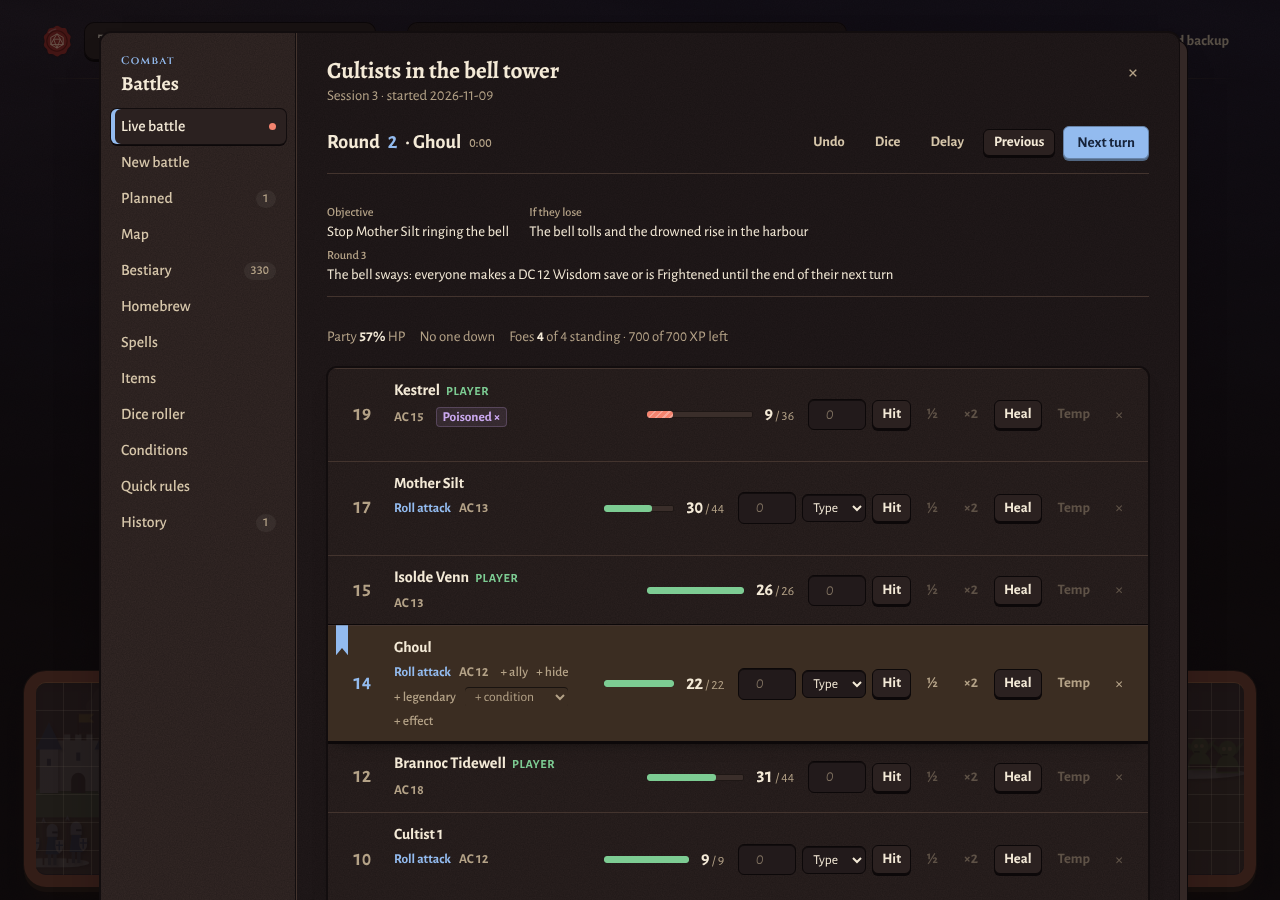 d backup
COMBAT
Battles
Live battle
New battle
Planned 1
Map
Bestiary 330
Homebrew
Spells
Items
Dice roller
Conditions
Quick rules
History 1
Cultists in the bell tower ×
Session 3 · started 2026-11-09
Round 2 · Ghoul 0:00 Undo Dice Delay Previous Next turn
Objective If they lose
Stop Mother Silt ringing the bell The bell tolls and the drowned rise in the harbour
Round 3
The bell sways: everyone makes a DC 12 Wisdom save or is Frightened until the end of their next turn
Party 57% HP No one down Foes 4 of 4 standing · 700 of 700 XP left
Kestrel PLAYER
19 AC 15 Poisoned × 9 / 36 0 Hit ½ ×2 Heal Temp ×
Mother Silt
17 Roll attack AC 13 30 / 44 0 Type Hit ½ ×2 Heal Temp ×
Isolde Venn PLAYER
15 AC 13 26 / 26 0 Hit ½ ×2 Heal Temp ×
Ghoul
14 Roll attack AC 12 + ally + hide 22 / 22 0 Type Hit ½ ×2 Heal Temp ×
+ legendary + condition
+ effect
Brannoc Tidewell PLAYER
12 AC 18 31 / 44 0 Hit ½ ×2 Heal Temp ×
Cultist 1
10 Roll attack AC 12 9 / 9 0 Type Hit ½ ×2 Heal Temp ×